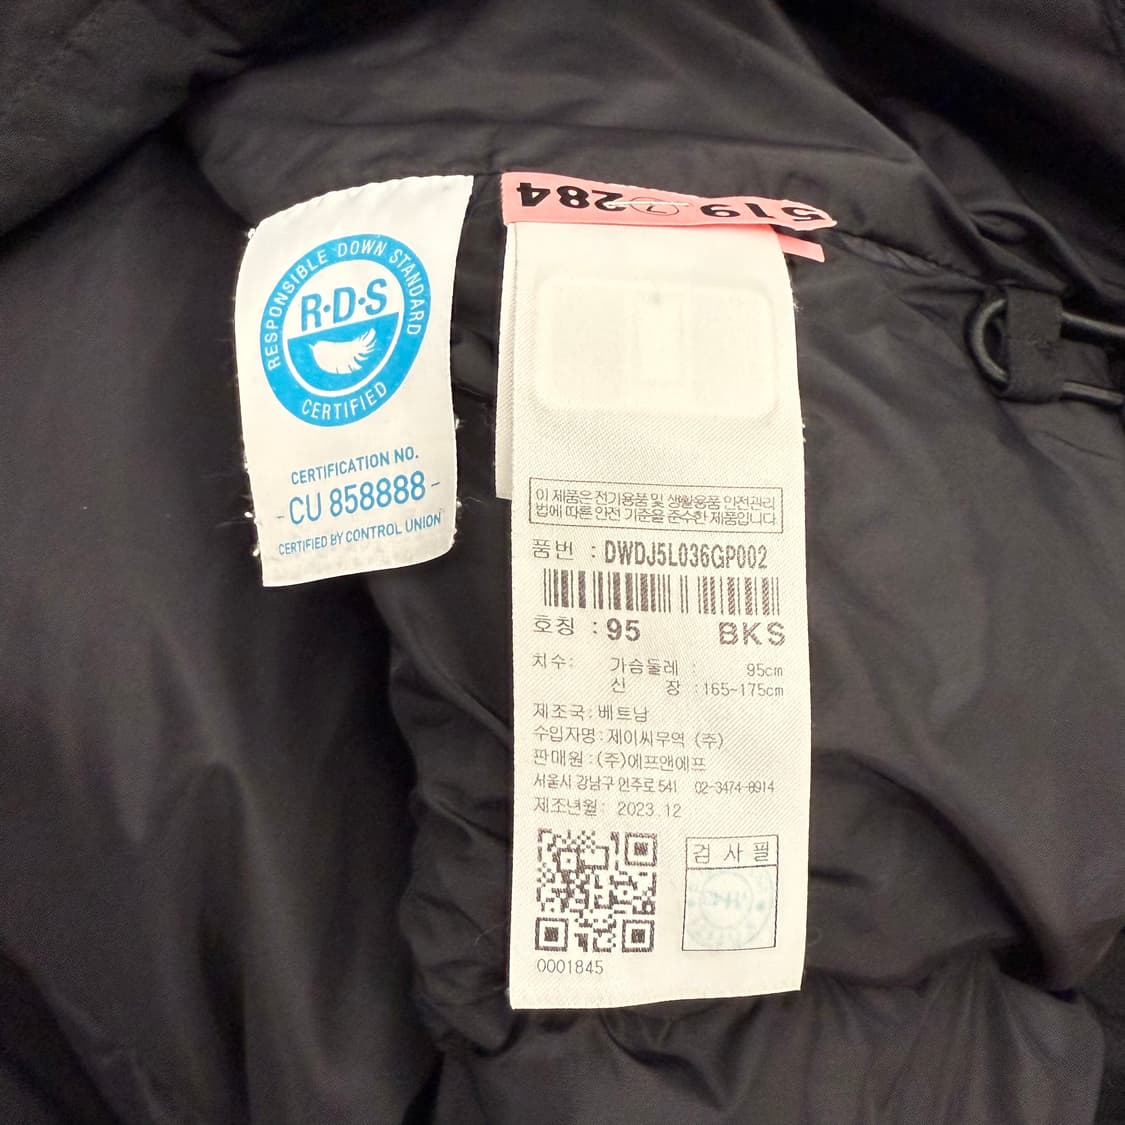 RESPONSIBLE DOWN STANDARD
R·D·S
CERTIFIED
CERTIFICATION NO.
-CU 858888-
CERTIFIED BY CONTROL UNION
519 284
이 제품은 전기용품 및 생활용품 안전관리
법에 따른 안전 기준을 준수한 제품입니다
품번 : DWDJ5L036GP002
호칭 : 95 BKS
치수: 가슴둘레 : 95cm
신 장 : 165~175cm
제조국: 베트남
수입자명: 제이씨무역 (주)
판매원 : (주)에프앤에프
서울시 강남구 언주로 541 02-3474-8914
제조년월: 2023.12
검 사 필
0001845